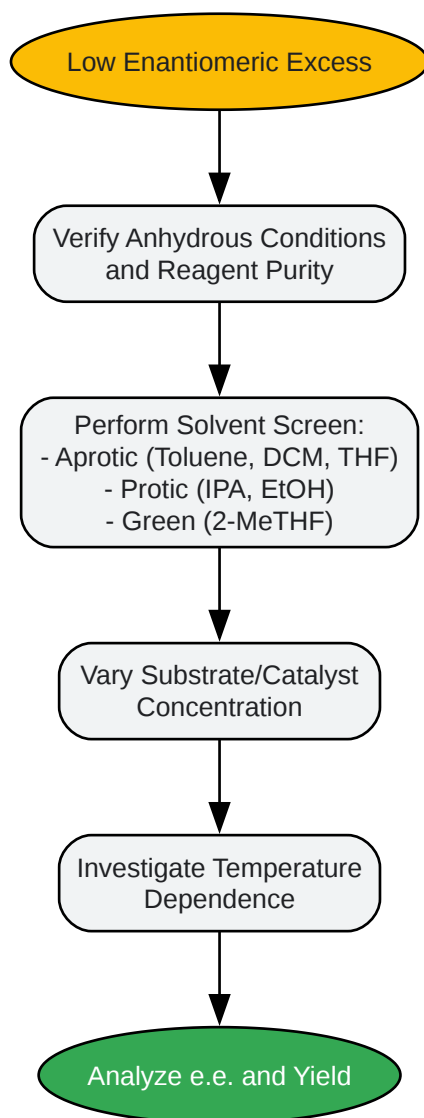 Low Enantiomeric Excess
Verify Anhydrous Conditions
and Reagent Purity
Perform Solvent Screen:
- Aprotic (Toluene, DCM, THF)
- Protic (IPA, EtOH)
- Green (2-MeTHF)
Vary Substrate/Catalyst
Concentration
Investigate Temperature
Dependence
Analyze e.e. and Yield